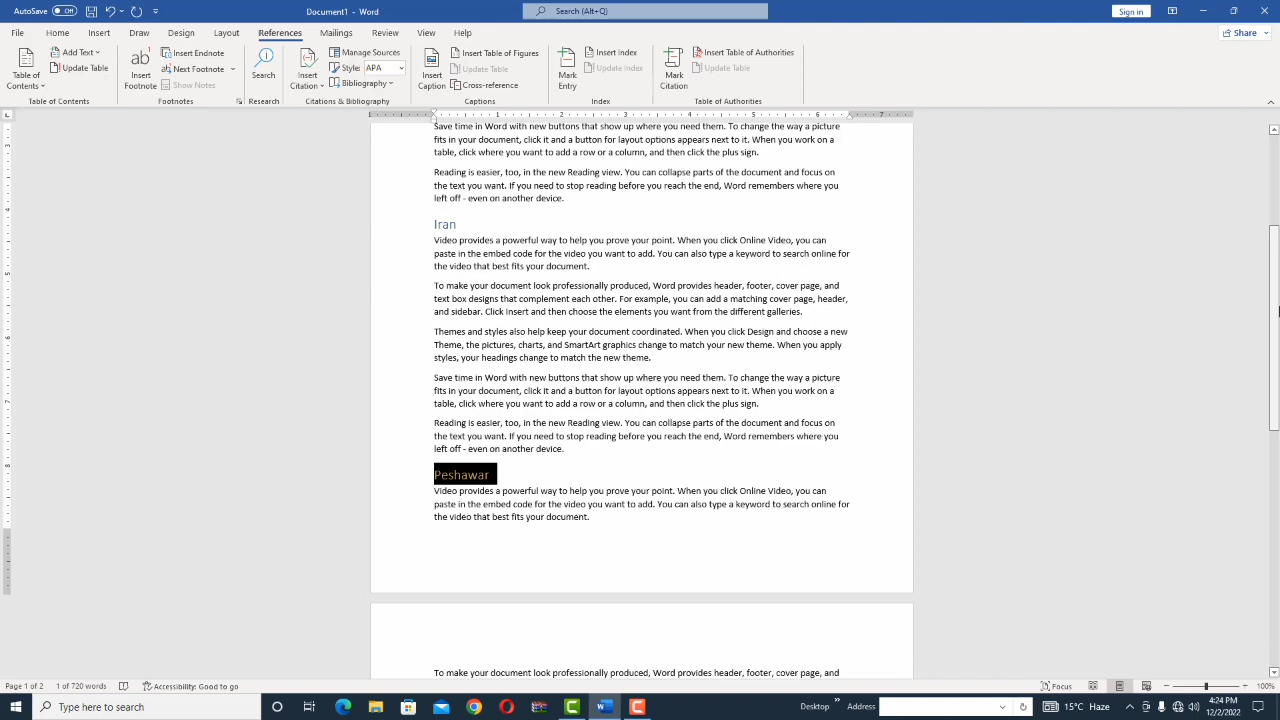 AutoSave Off Document1 - Word Search (Alt+Q) Sign in
File Home Insert Draw Design Layout References Mailings Review View Help Share
Table of Contents Add Text Update Table Table of Contents
ab Insert Footnote Insert Endnote Next Footnote Show Notes Footnotes
Search Research
Insert Citation Manage Sources Style: APA Bibliography Citations & Bibliography
Insert Caption Insert Table of Figures Update Table Cross-reference Captions
Mark Entry Insert Index Update Index Index
Mark Citation Insert Table of Authorities Update Table Table of Authorities
1 1 2 3 4 5 6 7
Save time in Word with new buttons that show up where you need them. To change the way a picture
fits in your document, click it and a button for layout options appears next to it. When you work on a
table, click where you want to add a row or a column, and then click the plus sign.
Reading is easier, too, in the new Reading view. You can collapse parts of the document and focus on
the text you want. If you need to stop reading before you reach the end, Word remembers where you
left off - even on another device.
Iran
Video provides a powerful way to help you prove your point. When you click Online Video, you can
paste in the embed code for the video you want to add. You can also type a keyword to search online for
the video that best fits your document.
To make your document look professionally produced, Word provides header, footer, cover page, and
text box designs that complement each other. For example, you can add a matching cover page, header,
and sidebar. Click Insert and then choose the elements you want from the different galleries.
Themes and styles also help keep your document coordinated. When you click Design and choose a new
Theme, the pictures, charts, and SmartArt graphics change to match your new theme. When you apply
styles, your headings change to match the new theme.
Save time in Word with new buttons that show up where you need them. To change the way a picture
fits in your document, click it and a button for layout options appears next to it. When you work on a
table, click where you want to add a row or a column, and then click the plus sign.
Reading is easier, too, in the new Reading view. You can collapse parts of the document and focus on
the text you want. If you need to stop reading before you reach the end, Word remembers where you
left off - even on another device.
Peshawar
Video provides a powerful way to help you prove your point. When you click Online Video, you can
paste in the embed code for the video you want to add. You can also type a keyword to search online for
the video that best fits your document.
To make your document look professionally produced, Word provides header, footer, cover page, and
Page 1 of 2 1 of 720 words Accessibility: Good to go Focus 100%
Type here to search Desktop Address 15°C Haze 4:24 PM
12/2/2022